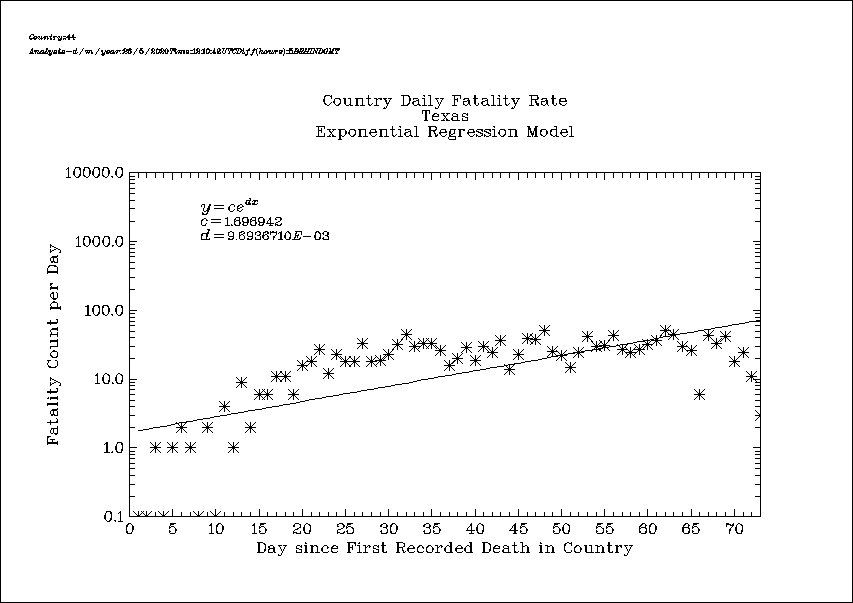 Country:44
Country Daily Fatality Rate
Texas
Exponential Regression Model
10000.0
1000.0
100.0
10.0
1.0
0.1
y = ce^dx
c = 1.696942
d = 9.6936710E-03
Fatality Count per Day
0 5 10 15 20 25 30 35 40 45 50 55 60 65 70
Day since First Recorded Death in Country